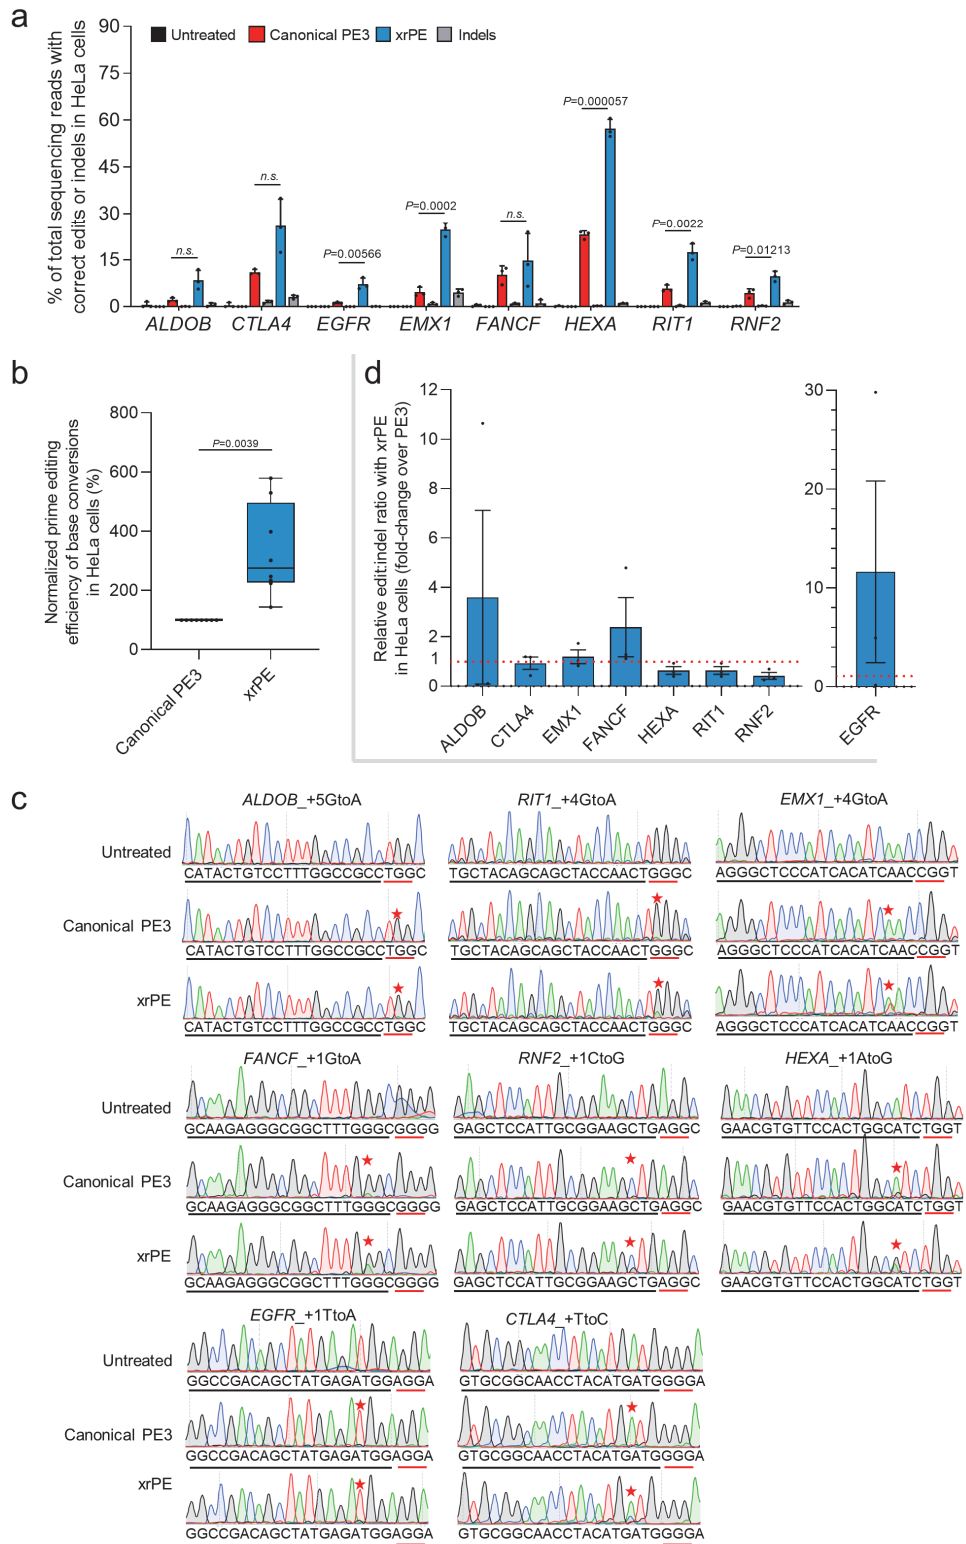 a
% of total sequencing reads with
correct edits or indels in HeLa cells
90
75
60
45
30
15
0
Untreated
Canonical PE3
xrPE
Indels
n.s.
n.s.
P=0.00566
P=0.0002
n.s.
P=0.000057
P=0.0022
P=0.01213
ALDOB
CTLA4
EGFR
EMX1
FANCF
HEXA
RIT1
RNF2
b
Normalized prime editing
efficiency of base conversions
in HeLa cells (%)
800
600
400
200
0
P=0.0039
Canonical PE3
xrPE
d
Relative edit:indel ratio with xrPE
in HeLa cells (fold-change over PE3)
12
10
8
6
4
2
1
0
ALDOB
CTLA4
EMX1
FANCF
HEXA
RIT1
RNF2
30
20
10
0
EGFR
c
ALDOB_+5GtoA
RIT1_+4GtoA
EMX1_+4GtoA
Untreated
CATACTGTCCTTTGGCCGCCTGGC
TGCTACAGCAGCTACCAACTGGGC
AGGGCTCCCATCACATCAACCGGT
Canonical PE3
CATACTGTCCTTTGGCCGCCTGGC
TGCTACAGCAGCTACCAACTGGGC
AGGGCTCCCATCACATCAACCGGT
xrPE
CATACTGTCCTTTGGCCGCCTGGC
TGCTACAGCAGCTACCAACTGGGC
AGGGCTCCCATCACATCAACCGGT
FANCF_+1GtoA
RNF2_+1CtoG
HEXA_+1AtoG
Untreated
GCAAGAGGGCGGCTTTGGGCGGGG
GAGCTCCATTGCGGAAGCTGAGGC
GAACGTGTTCCACTGGCATCTGGT
Canonical PE3
GCAAGAGGGCGGCTTTGGGCGGGG
GAGCTCCATTGCGGAAGCTGAGGC
GAACGTGTTCCACTGGCATCTGGT
xrPE
GCAAGAGGGCGGCTTTGGGCGGGG
GAGCTCCATTGCGGAAGCTGAGGC
GAACGTGTTCCACTGGCATCTGGT
EGFR_+1TtoA
CTLA4_+TtoC
Untreated
GGCCGACAGCTATGAGATGGAGGA
GTGCGGCAACCTACATGATGGGGA
Canonical PE3
GGCCGACAGCTATGAGATGGAGGA
GTGCGGCAACCTACATGATGGGGA
xrPE
GGCCGACAGCTATGAGATGGAGGA
GTGCGGCAACCTACATGATGGGGA